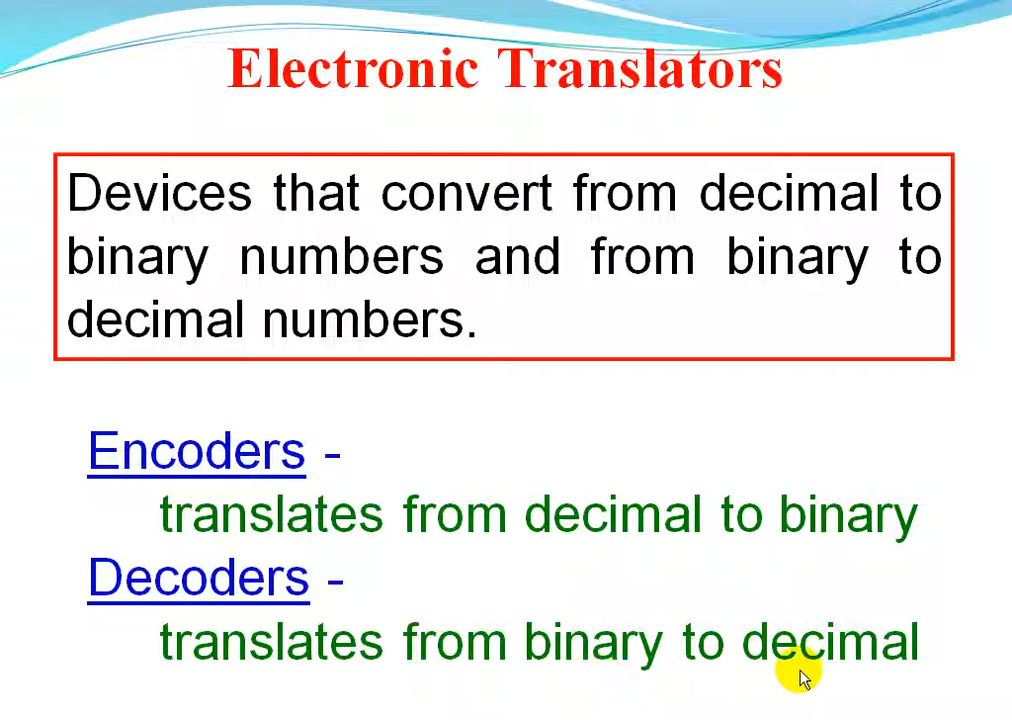 Electronic Translators
Devices that convert from decimal to
binary numbers and from binary to
decimal numbers.
Encoders -
translates from decimal to binary
Decoders -
translates from binary to decimal